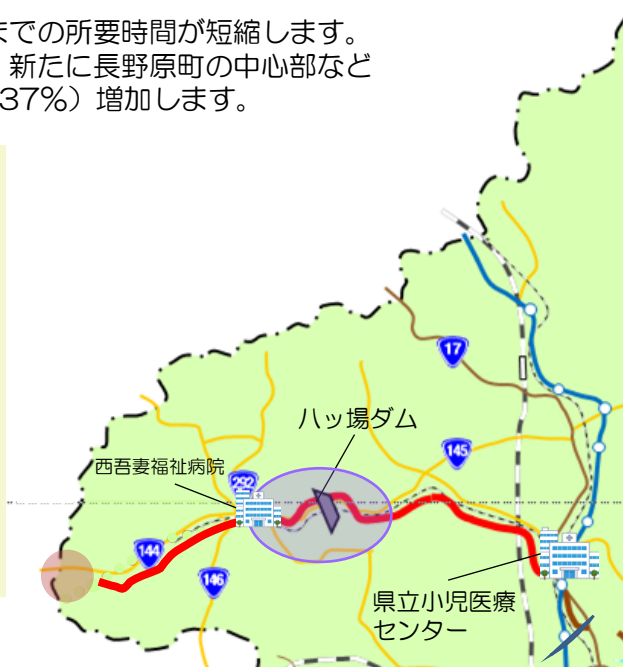 までの所要時間が短縮します。
新たに長野原町の中心部など
37%）増加します。
17
八ッ場ダム
145
西吾妻福祉病院
292
144
146
県立小児医療
センター